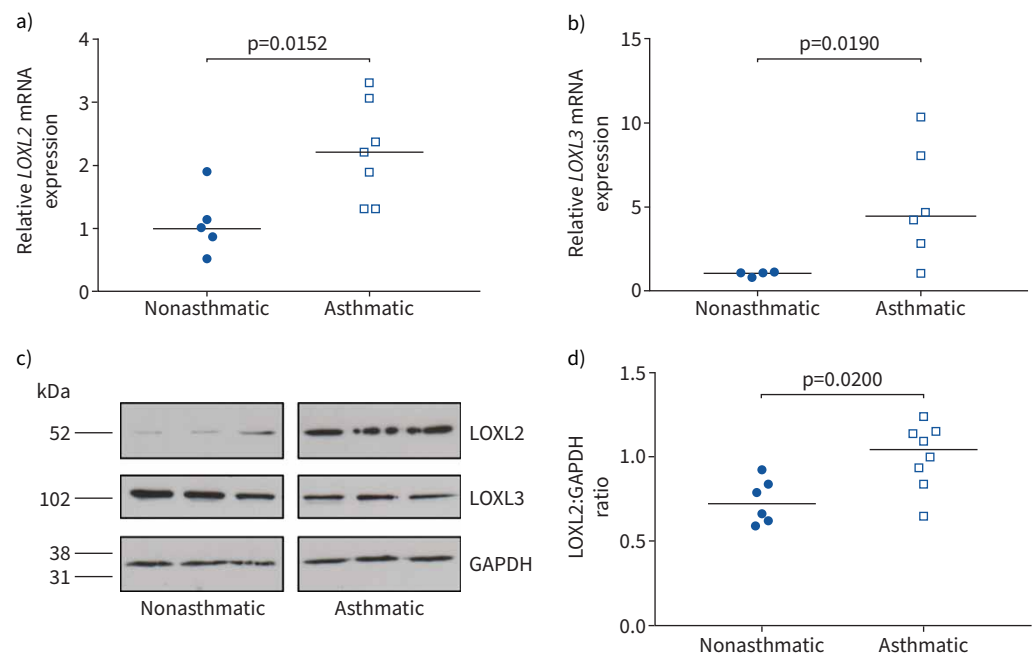 a)
p=0.0152
Relative LOXL2 mRNA
expression
4
3
2
1
0
Nonasthmatic
Asthmatic
b)
p=0.0190
Relative LOXL3 mRNA
expression
15
10
5
0
Nonasthmatic
Asthmatic
c)
kDa
52
LOXL2
102
LOXL3
38
31
GAPDH
Nonasthmatic
Asthmatic
d)
p=0.0200
LOXL2:GAPDH
ratio
1.5
1.0
0.5
0.0
Nonasthmatic
Asthmatic